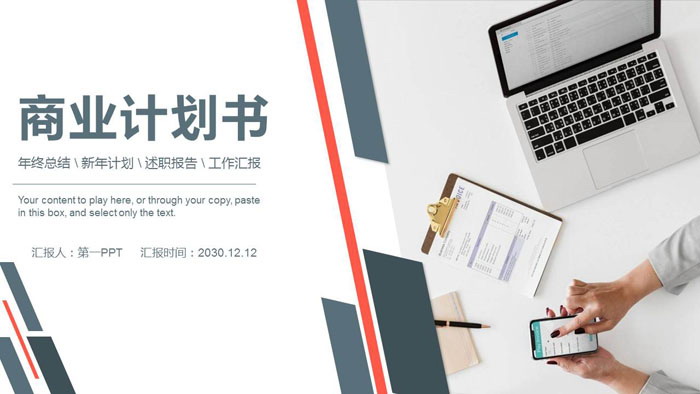 商业计划书
年终总结 \ 新年计划 \ 述职报告 \ 工作汇报
Your content to play here, or through your copy, paste
in this box, and select only the text.
汇报人：第一PPT 汇报时间：2030.12.12
INVOICE